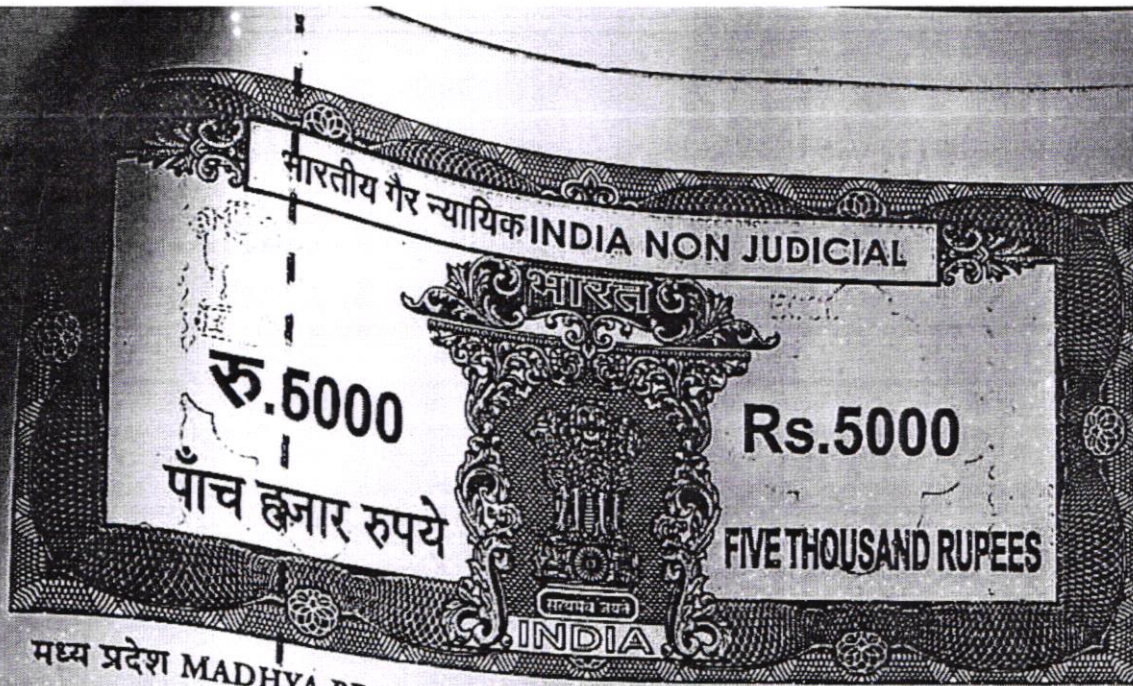 भारतीय गैर न्यायिक INDIA NON JUDICIAL
भारत
रु.5000
Rs.5000
पाँच हजार रुपये
FIVE THOUSAND RUPEES
सत्यमेव जयते
INDIA
मध्य प्रदेश MADHYA